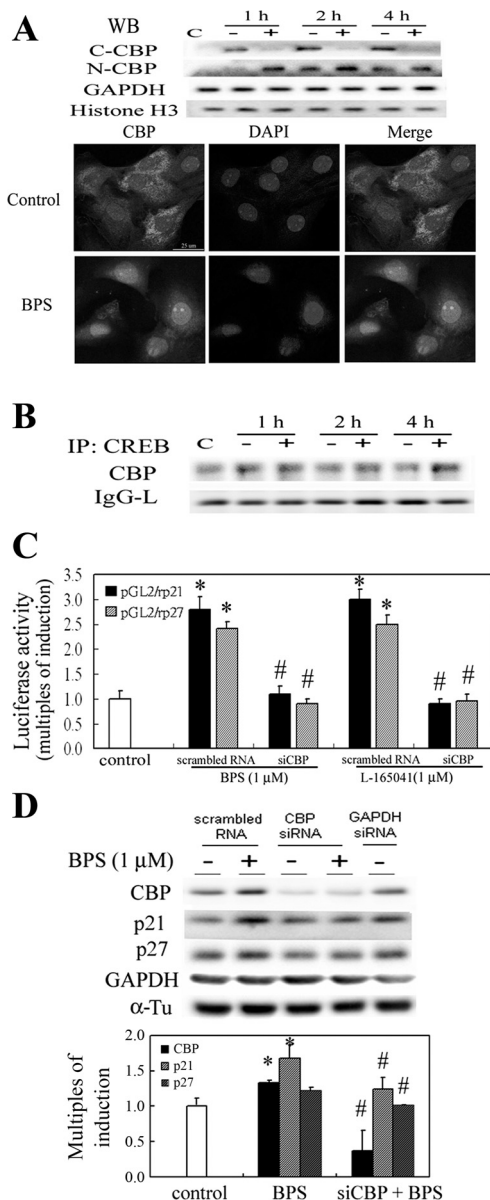 A
WB
1 h 2 h 4 h
C - + - + - +
C-CBP
N-CBP
GAPDH
Histone H3
CBP DAPI Merge
Control
25 um
BPS
B
1 h 2 h 4 h
IP: CREB C - + - + - +
CBP
IgG-L
C
Luciferase activity
(multiples of induction)
3.5
3.0
2.5
2.0
1.5
1.0
0.5
0.0
pGL2/rp21
pGL2/rp27
* * # # * * # #
control
scrambled RNA siCBP scrambled RNA siCBP
BPS (1 μM) L-165041(1 μM)
D
scrambled RNA
CBP siRNA
GAPDH siRNA
BPS (1 μM) - + - + -
CBP
p21
p27
GAPDH
α-Tu
Multiples of
induction
2.0
1.5
1.0
0.5
0.0
CBP
p21
p27
* * # # #
control BPS siCBP + BPS